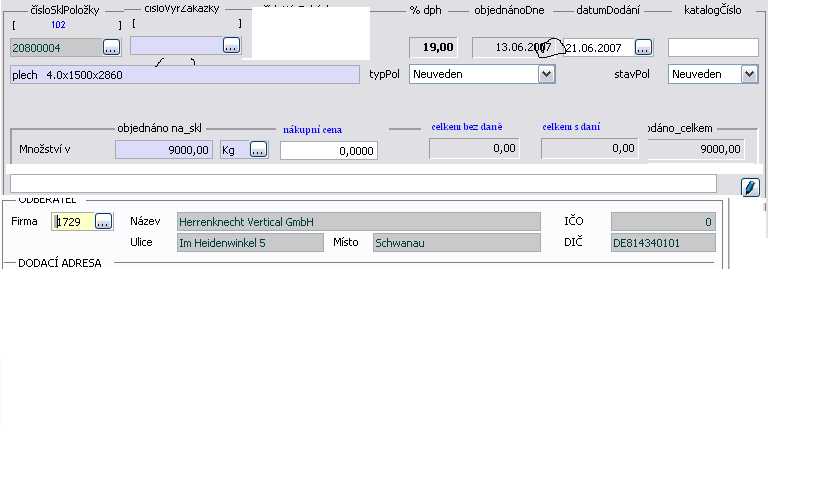 čísloSklPoložky čísloVýrZakázky % dph objednánoDne datumDodání katalogČíslo
[ 102 ] [ ]
20800004 ... ... 19,00 13.06.2007 21.06.2007 ...
plech 4.0x1500x2860 typPol Neuveden stavPol Neuveden
objednáno na_skl nákupní cena celkem bez daně celkem s daní odáno_celkem
Množství v 9000,00 Kg ... 0,0000 0,00 0,00 9000,00
ODBĚRATEL
Firma 1729 ... Název Herrenknecht Vertical GmbH IČO 0
Ulice Im Heidenwinkel 5 Místo Schwanau DIČ DE814340101
DODACÍ ADRESA